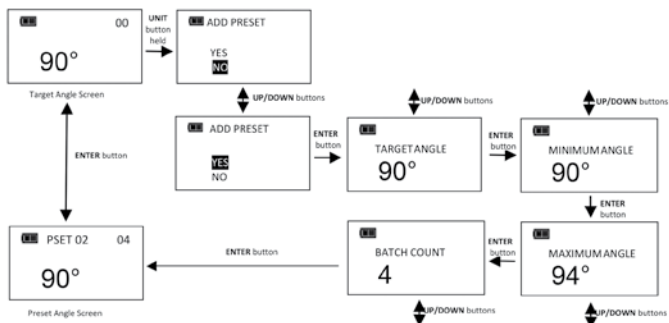 00
90°
Target Angle Screen
UNIT
button
held
ADD PRESET
YES
NO
UP/DOWN buttons
ADD PRESET
YES
NO
ENTER
button
UP/DOWN buttons
TARGET ANGLE
90°
ENTER
button
UP/DOWN buttons
MINIMUM ANGLE
90°
ENTER
button
MAXIMUM ANGLE
94°
UP/DOWN buttons
ENTER
button
BATCH COUNT
4
UP/DOWN buttons
ENTER button
PSET 02 04
90°
Preset Angle Screen
ENTER button